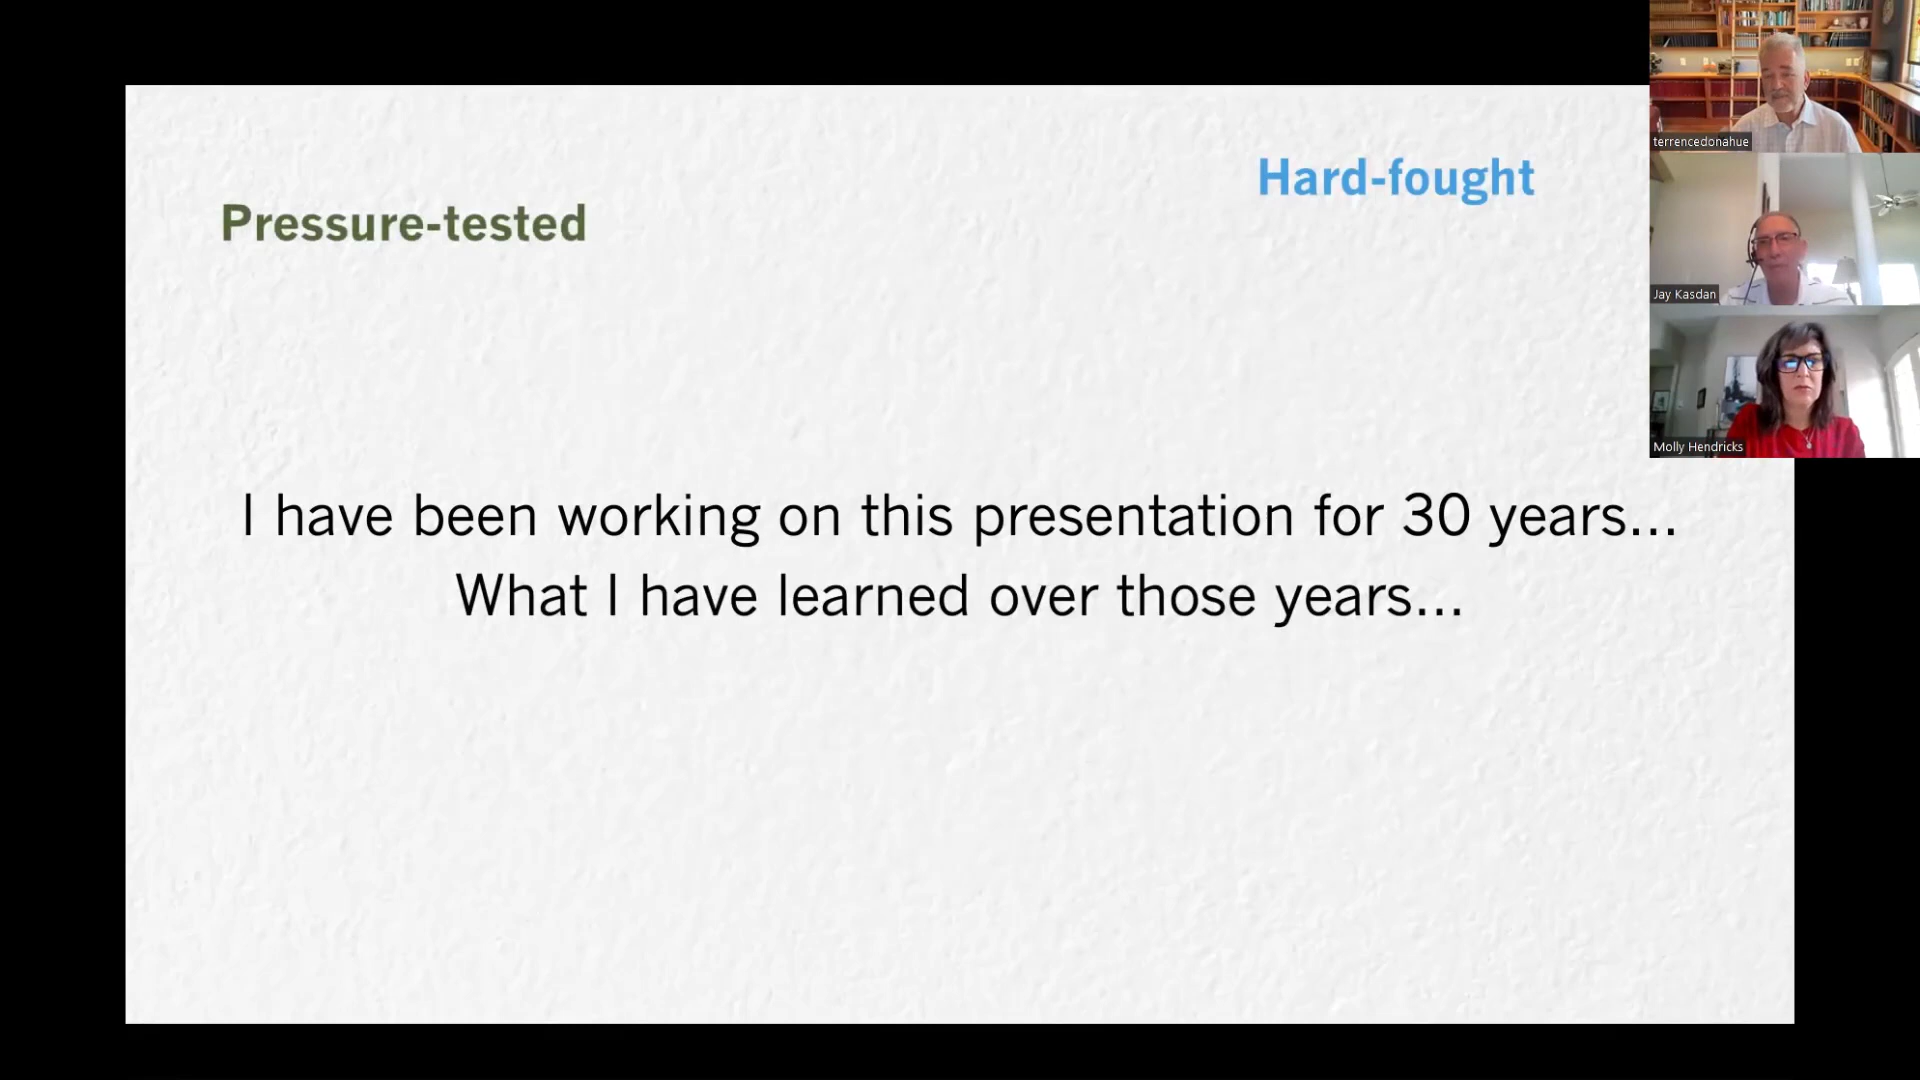 Hard-fought
Pressure-tested
I have been working on this presentation for 30 years...
What I have learned over those years...
terrencedonahue
Jay Kasdan
Molly Hendricks